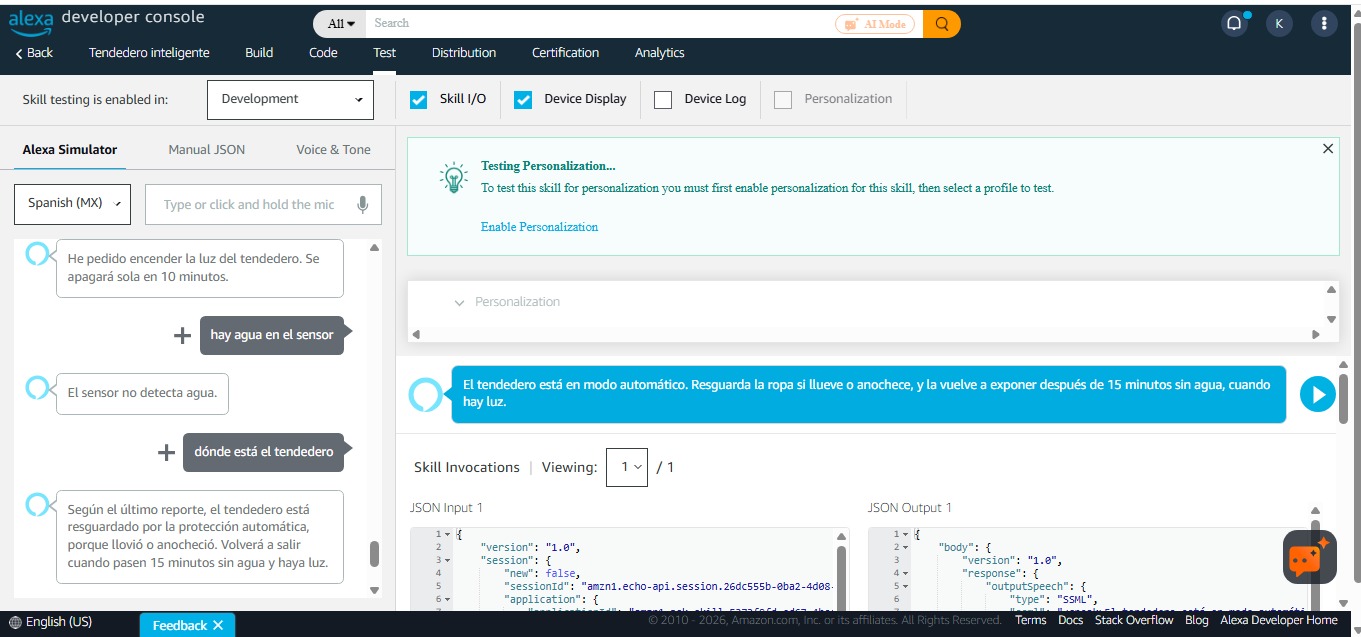 alexa developer console
All
Search
AI Mode
K
Back
Tendedero inteligente
Build
Code
Test
Distribution
Certification
Analytics
Skill testing is enabled in:
Development
Skill I/O
Device Display
Device Log
Personalization
Alexa Simulator
Manual JSON
Voice & Tone
Spanish (MX)
Type or click and hold the mic
He pedido encender la luz del tendedero. Se
apagará sola en 10 minutos.
hay agua en el sensor
El sensor no detecta agua.
dónde está el tendedero
Según el último reporte, el tendedero está
resguardado por la protección automática,
porque llovió o anocheció. Volverá a salir
cuando pasen 15 minutos sin agua y haya luz.
Testing Personalization...
To test this skill for personalization you must first enable personalization for this skill, then select a profile to test.
Enable Personalization
Personalization
El tendedero está en modo automático. Resguarda la ropa si llueve o anochece, y la vuelve a exponer después de 15 minutos sin agua, cuando
hay luz.
Skill Invocations | Viewing: 1 / 1
JSON Input 1
1 {
2 "version": "1.0",
3 "session": {
4 "new": false,
5 "sessionId": "amzn1.echo-api.session.26dc555b-0ba2-4d08-
6 "application": {
JSON Output 1
1 {
2 "body": {
3 "version": "1.0",
4 "response": {
5 "outputSpeech": {
6 "type": "SSML",
English (US)
Feedback X
© 2010 - 2026, Amazon.com, Inc. or its affiliates. All Rights Reserved.
Terms
Docs
Stack Overflow
Blog
Alexa Developer Home